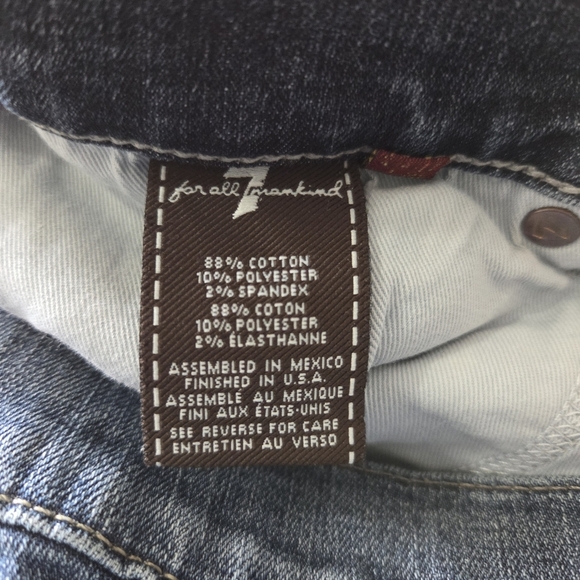 7
for all mankind
88% COTTON
10% POLYESTER
2% SPANDEX
88% COTON
10% POLYESTER
2% ÉLASTHANNE
ASSEMBLED IN MEXICO
FINISHED IN U.S.A.
ASSEMBLE AU MEXIQUE
FINI AUX ÉTATS-UNIS
SEE REVERSE FOR CARE
ENTRETIEN AU VERSO